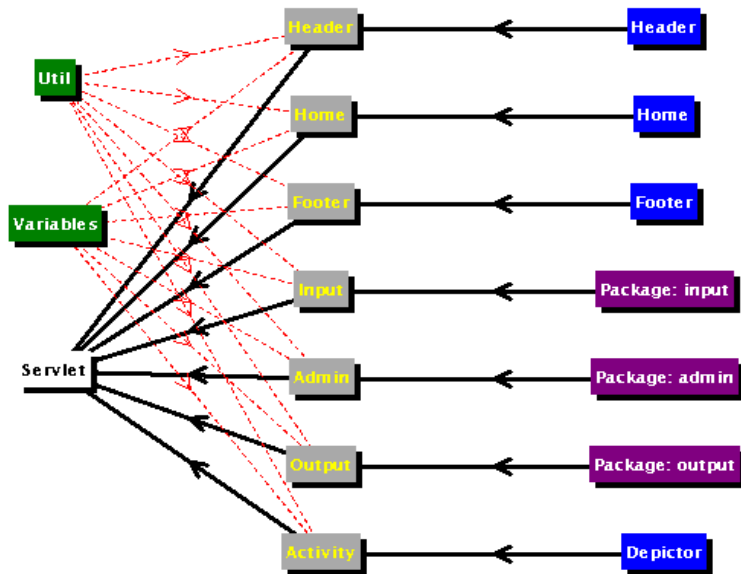 Header
Header
Util
Home
Home
Variables
Footer
Footer
Input
Package: input
Servlet
Admin
Package: admin
Output
Package: output
Activity
Depictor